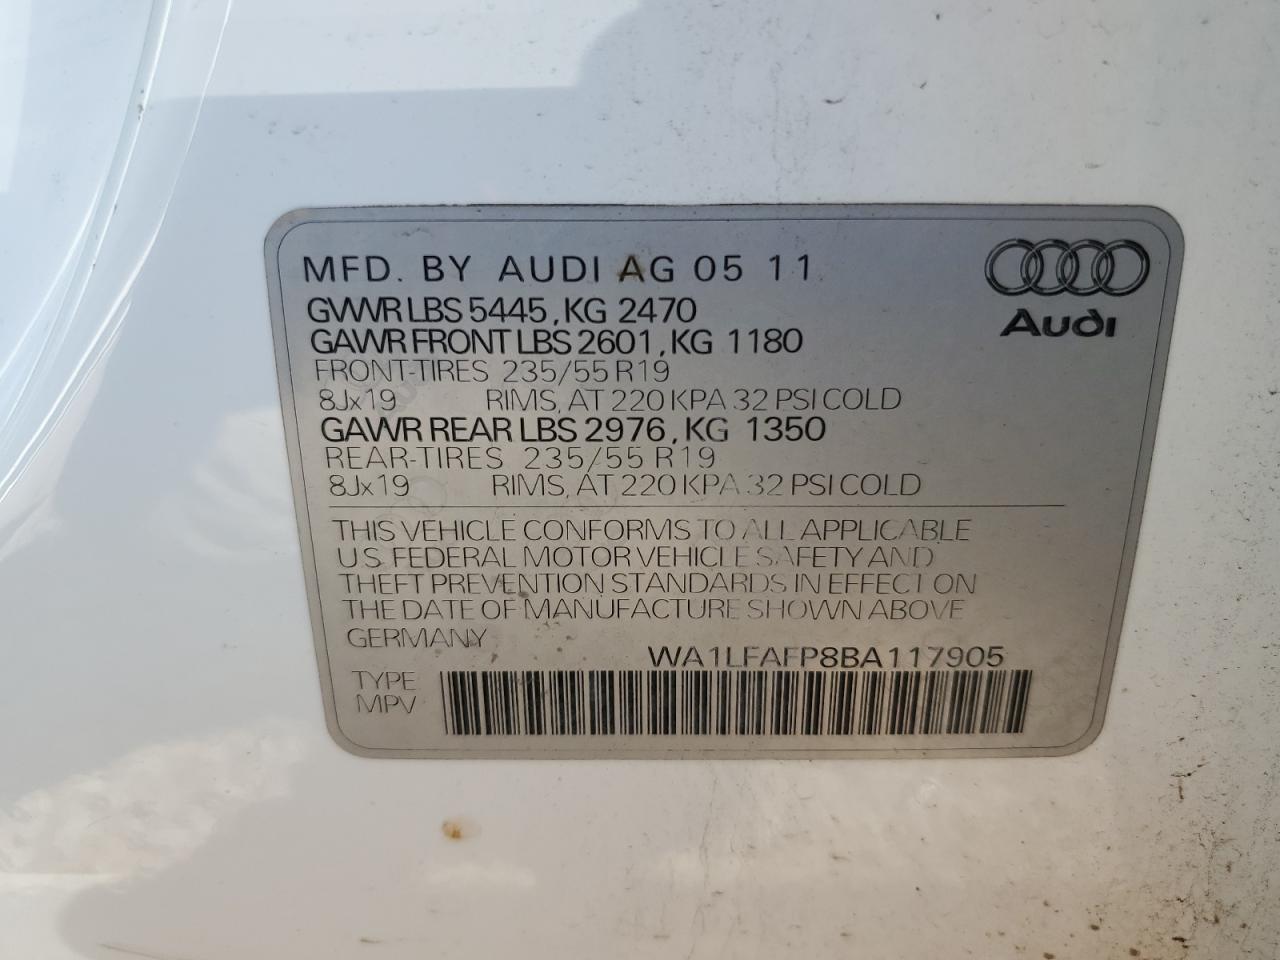 MFD. BY AUDI AG 05 11
Audi
GVWR LBS 5445, KG 2470
GAWR FRONT LBS 2601, KG 1180
FRONT-TIRES 235/55 R19
8Jx19 RIMS, AT 220 KPA 32 PSI COLD
GAWR REAR LBS 2976, KG 1350
REAR-TIRES 235/55 R19
8Jx19 RIMS, AT 220 KPA 32 PSI COLD
THIS VEHICLE CONFORMS TO ALL APPLICABLE
U.S. FEDERAL MOTOR VEHICLE SAFETY AND
THEFT PREVENTION STANDARDS IN EFFECT ON
THE DATE OF MANUFACTURE SHOWN ABOVE
GERMANY
WA1LFAFP8BA117905
TYPE
MPV